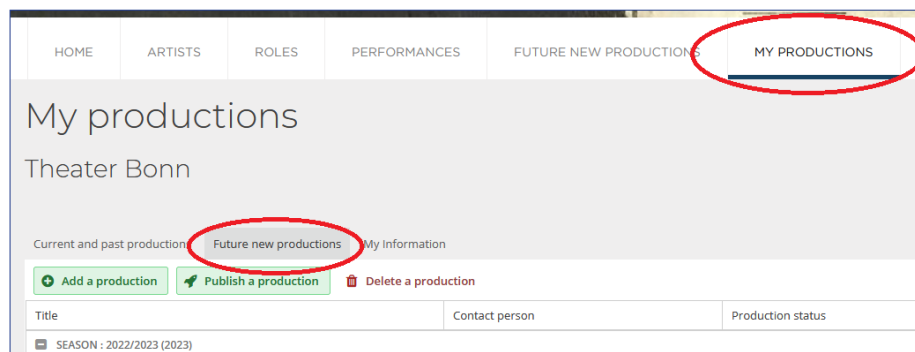 HOME ARTISTS ROLES PERFORMANCES FUTURE NEW PRODUCTIONS MY PRODUCTIONS
My productions
Theater Bonn
Current and past production Future new productions My Information
Add a production Publish a production Delete a production
Title Contact person Production status
SEASON : 2022/2023 (2023)